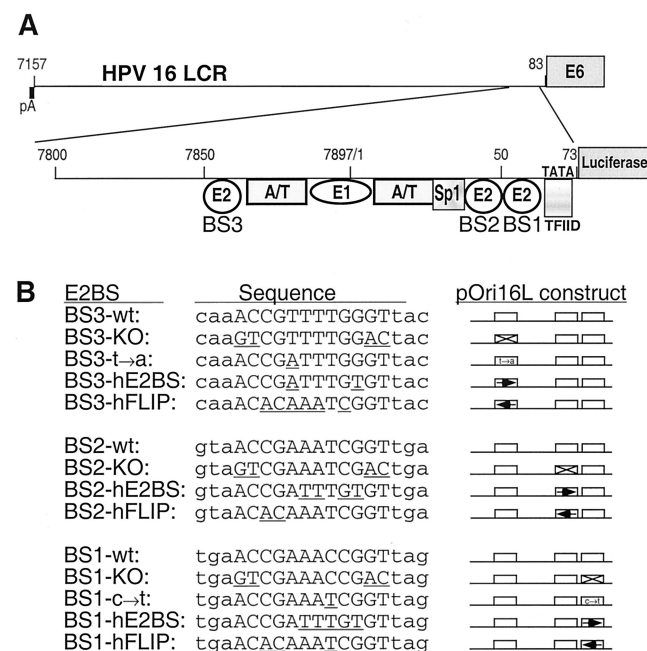 A
7157 HPV 16 LCR 83 E6
pA
7800 7850 7897/1 50 TATA 73 Luciferase
E2 A/T E1 A/T Sp1 E2 E2
BS3 BS2 BS1 TFIID
B E2BS Sequence pOri16L construct
BS3-wt: caaACCGTTTTGGGTtac
BS3-KO: caaGTCGTTTTGGACtac
BS3-t→a: caaACCGATTTGGGTtac t→a
BS3-hE2BS: caaACCGATTTGTGTtac
BS3-hFLIP: caaACACAAATCGGTtac
BS2-wt: gtaACCGAAATCGGTtga
BS2-KO: gtaGTCGAAATCGACtga
BS2-hE2BS: gtaACCGATTTGTGTtga
BS2-hFLIP: gtaACACAAATCGGTtga
BS1-wt: tgaACCGAAACCGGTtag
BS1-KO: tgaGTCGAAACCGACtag
BS1-c→t: tgaACCGAAATCGGTtag c→t
BS1-hE2BS: tgaACCGATTTGTGTtag
BS1-hFLIP: tgaACACAAATCGGTtag